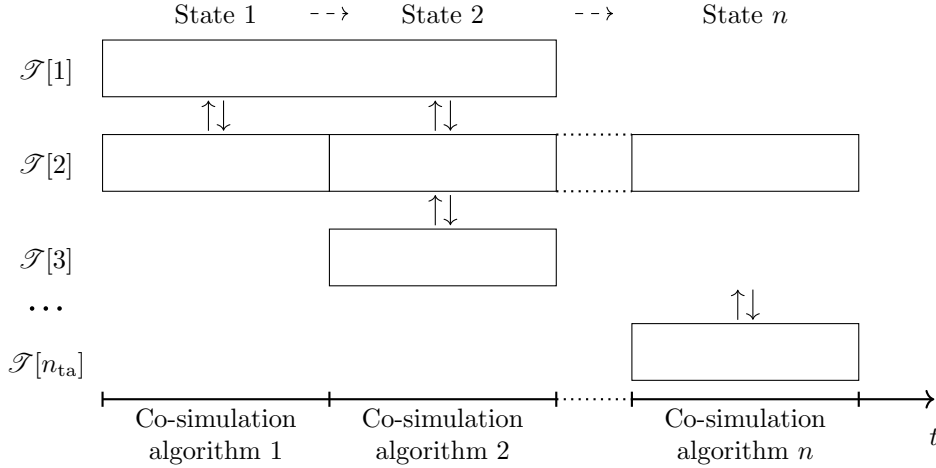 State 1 State 2 State n
𝒯[1]
𝒯[2]
𝒯[3]
...
𝒯[n_ta]
Co-simulation Co-simulation Co-simulation
algorithm 1 algorithm 2 algorithm n
t